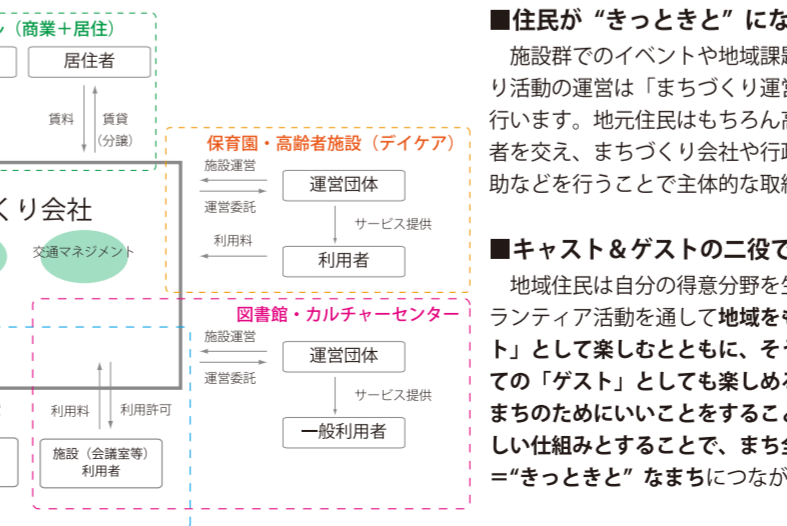 （商業＋居住）
居住者
賃料
賃貸
（分譲）
くり会社
交通マネジメント
利用料
利用許可
施設（会議室等）
利用者
保育園・高齢者施設（デイケア）
施設運営
運営団体
運営委託
サービス提供
利用料
利用者
図書館・カルチャーセンター
施設運営
運営団体
運営委託
サービス提供
一般利用者
■住民が“きっときと”にな
施設群でのイベントや地域課題
り活動の運営は「まちづくり運営
行います。地元住民はもちろん高
者を交え、まちづくり会社や行政
助などを行うことで主体的な取組
■キャスト＆ゲストの二役で
地域住民は自分の得意分野を生
ランティア活動を通して地域を
ト」として楽しむとともに、そ
ての「ゲスト」としても楽しめ
まちのためにいいことをするこ
しい仕組みとすることで、まち全
＝“きっときと”なまちにつなが